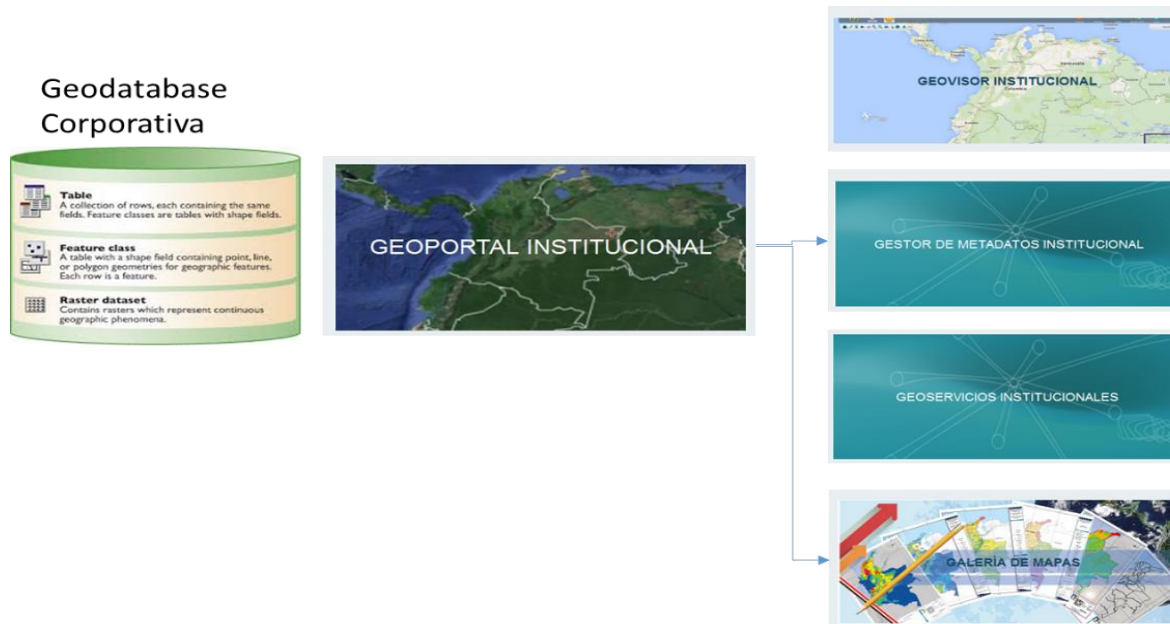 Geodatabase
Corporativa
Table
A collection of rows, each containing the same
fields. Feature classes are tables with shape fields.
Feature class
A table with a shape field containing point, line,
or polygon geometries for geographic features.
Each row is a feature.
Raster dataset
Contains rasters which represent continuous
geographic phenomena.
GEOPORTAL INSTITUCIONAL
GEOVISOR INSTITUCIONAL
GESTOR DE METADATOS INSTITUCIONAL
GEOSERVICIOS INSTITUCIONALES
GALERÍA DE MAPAS